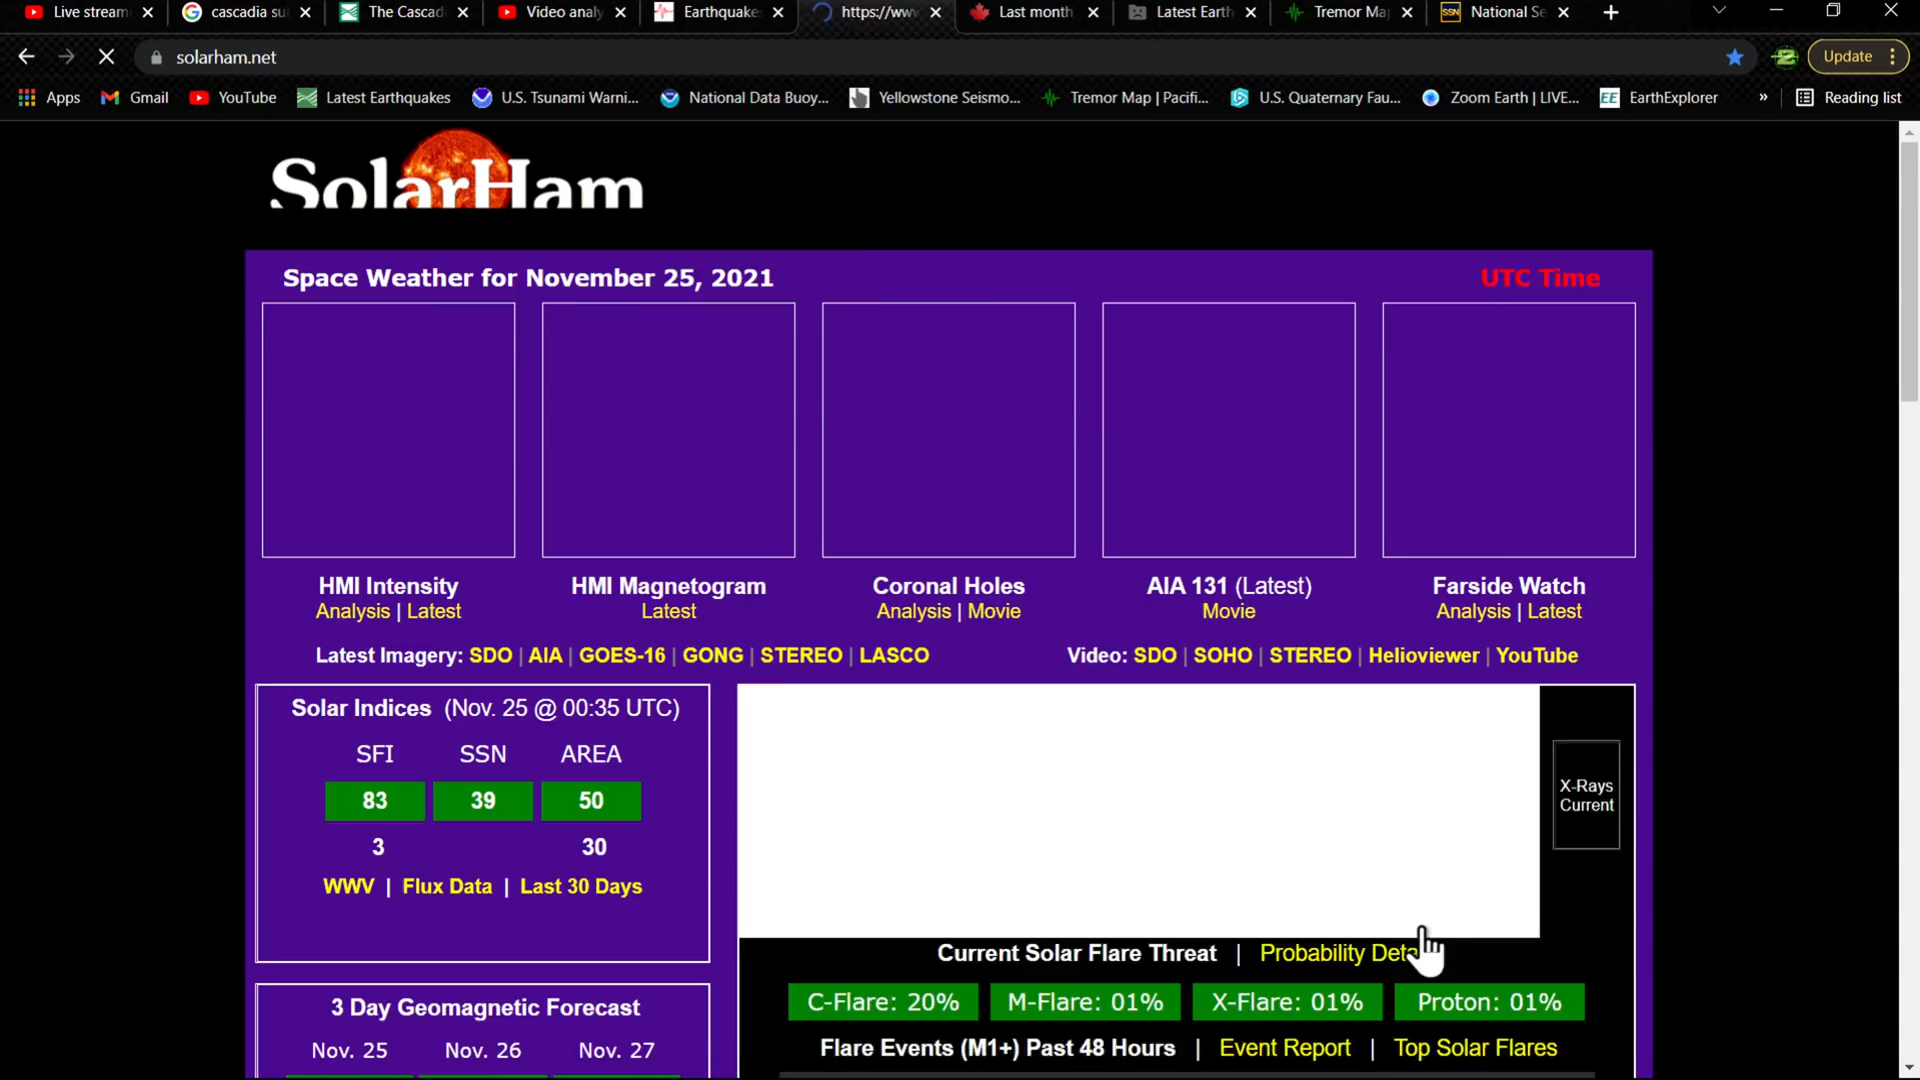 Live stream
cascadia su
The Cascad
Video analy
Earthquake
https://www
Last month
Latest Earth
Tremor Ma
SSN National Se
solarham.net
Update
Apps
Gmail
YouTube
Latest Earthquakes
U.S. Tsunami Warni...
National Data Buoy...
Yellowstone Seismo...
Tremor Map | Pacifi...
U.S. Quaternary Fau...
Zoom Earth | LIVE...
EE EarthExplorer
»
Reading list
SolarHam
Space Weather for November 25, 2021
UTC Time
HMI Intensity
Analysis | Latest
HMI Magnetogram
Latest
Coronal Holes
Analysis | Movie
AIA 131 (Latest)
Movie
Farside Watch
Analysis | Latest
Latest Imagery: SDO | AIA | GOES-16 | GONG | STEREO | LASCO
Video: SDO | SOHO | STEREO | Helioviewer | YouTube
Solar Indices (Nov. 25 @ 00:35 UTC)
SFI SSN AREA
83 39 50
3 30
WWV | Flux Data | Last 30 Days
X-Rays
Current
Current Solar Flare Threat | Probability Deta
C-Flare: 20% M-Flare: 01% X-Flare: 01% Proton: 01%
Flare Events (M1+) Past 48 Hours | Event Report | Top Solar Flares
3 Day Geomagnetic Forecast
Nov. 25 Nov. 26 Nov. 27